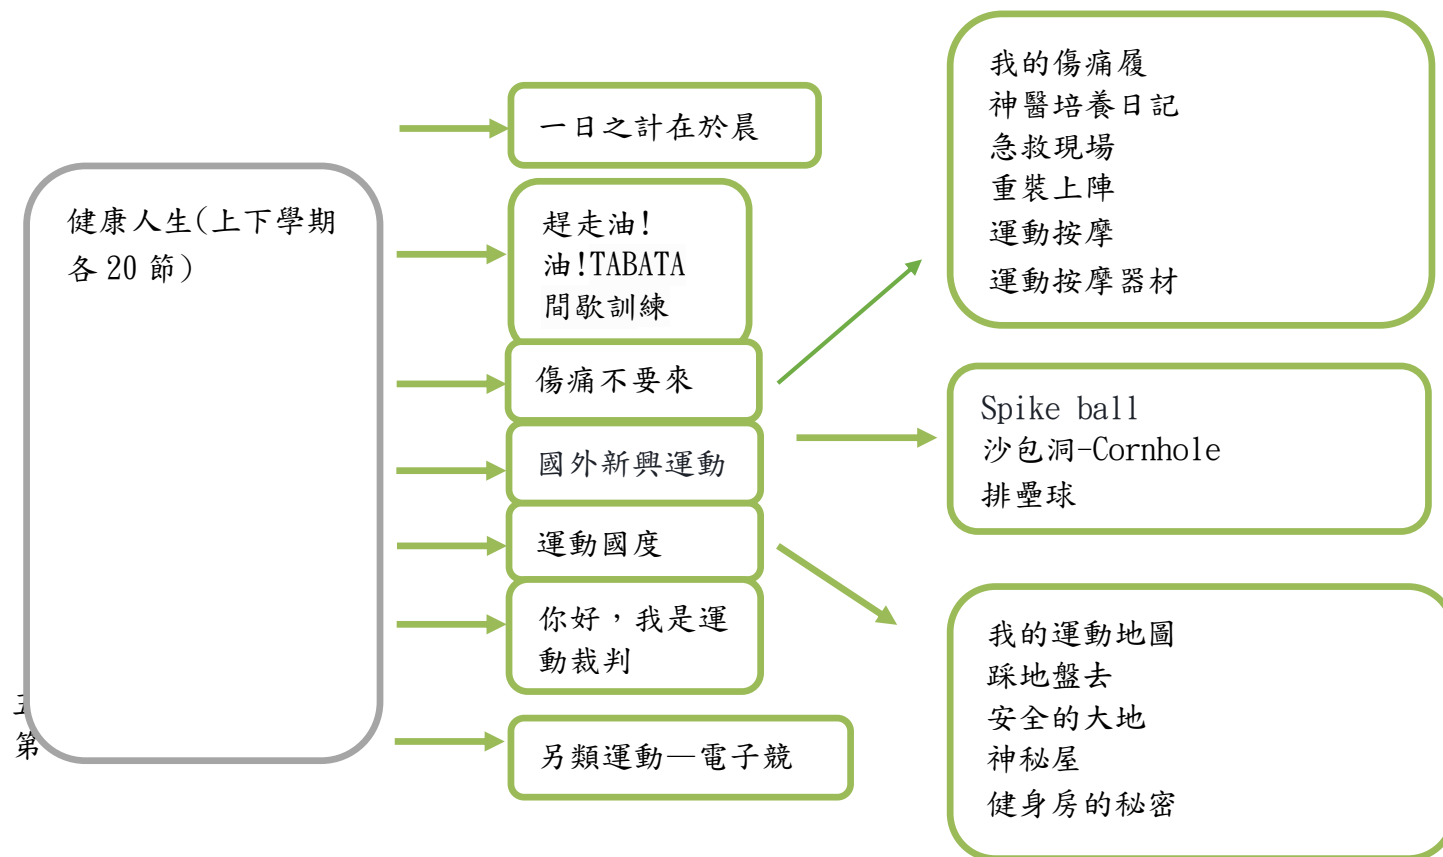 健康人生(上下學期
各 20 節)
第
一日之計在於晨
趕走油!
油!TABATA
間歇訓練
傷痛不要來
國外新興運動
運動國度
你好，我是運
動裁判
另類運動—電子競
我的傷痛履
神醫培養日記
急救現場
重裝上陣
運動按摩
運動按摩器材
Spike ball
沙包洞-Cornhole
排壘球
我的運動地圖
踩地盤去
安全的大地
神秘屋
健身房的秘密